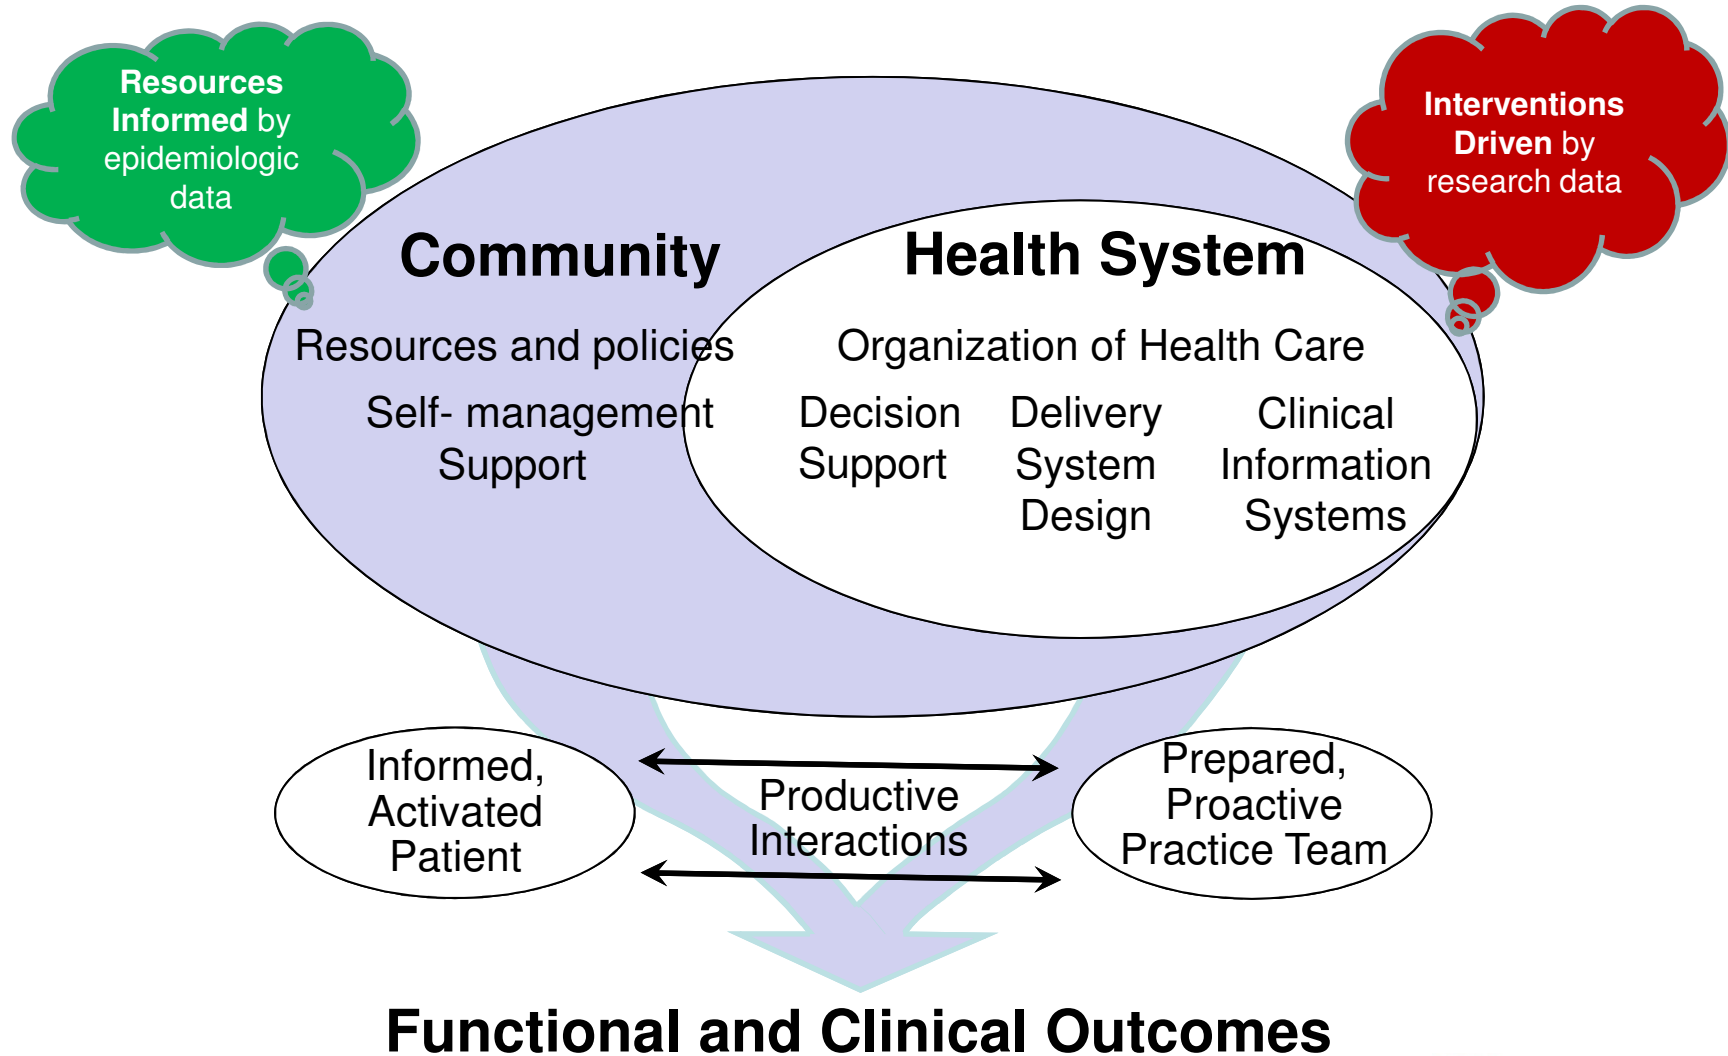 Resources
Informed by
epidemiologic
data
Interventions
Driven by
research data
Community
Health System
Resources and policies
Organization of Health Care
Self- management
Support
Decision
Support
Delivery
System
Design
Clinical
Information
Systems
Informed,
Activated
Patient
Productive
Interactions
Prepared,
Proactive
Practice Team
Functional and Clinical Outcomes